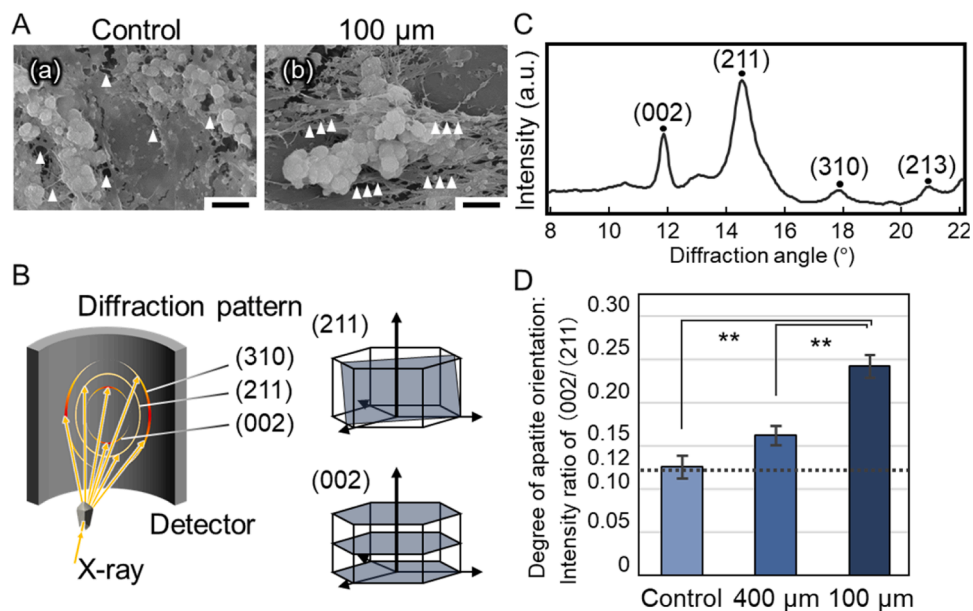 A
Control
100 μm
(a)
(b)
B
Diffraction pattern
(310)
(211)
(002)
Detector
X-ray
(211)
(002)
C
Intensity (a.u.)
(002)
(211)
(310)
(213)
8 10 12 14 16 18 20 22
Diffraction angle (°)
D
Degree of apatite orientation:
Intensity ratio of (002/ (211)
0.30
0.25
0.20
0.15
0.12
0.10
0.05
0
**
**
Control 400 μm 100 μm